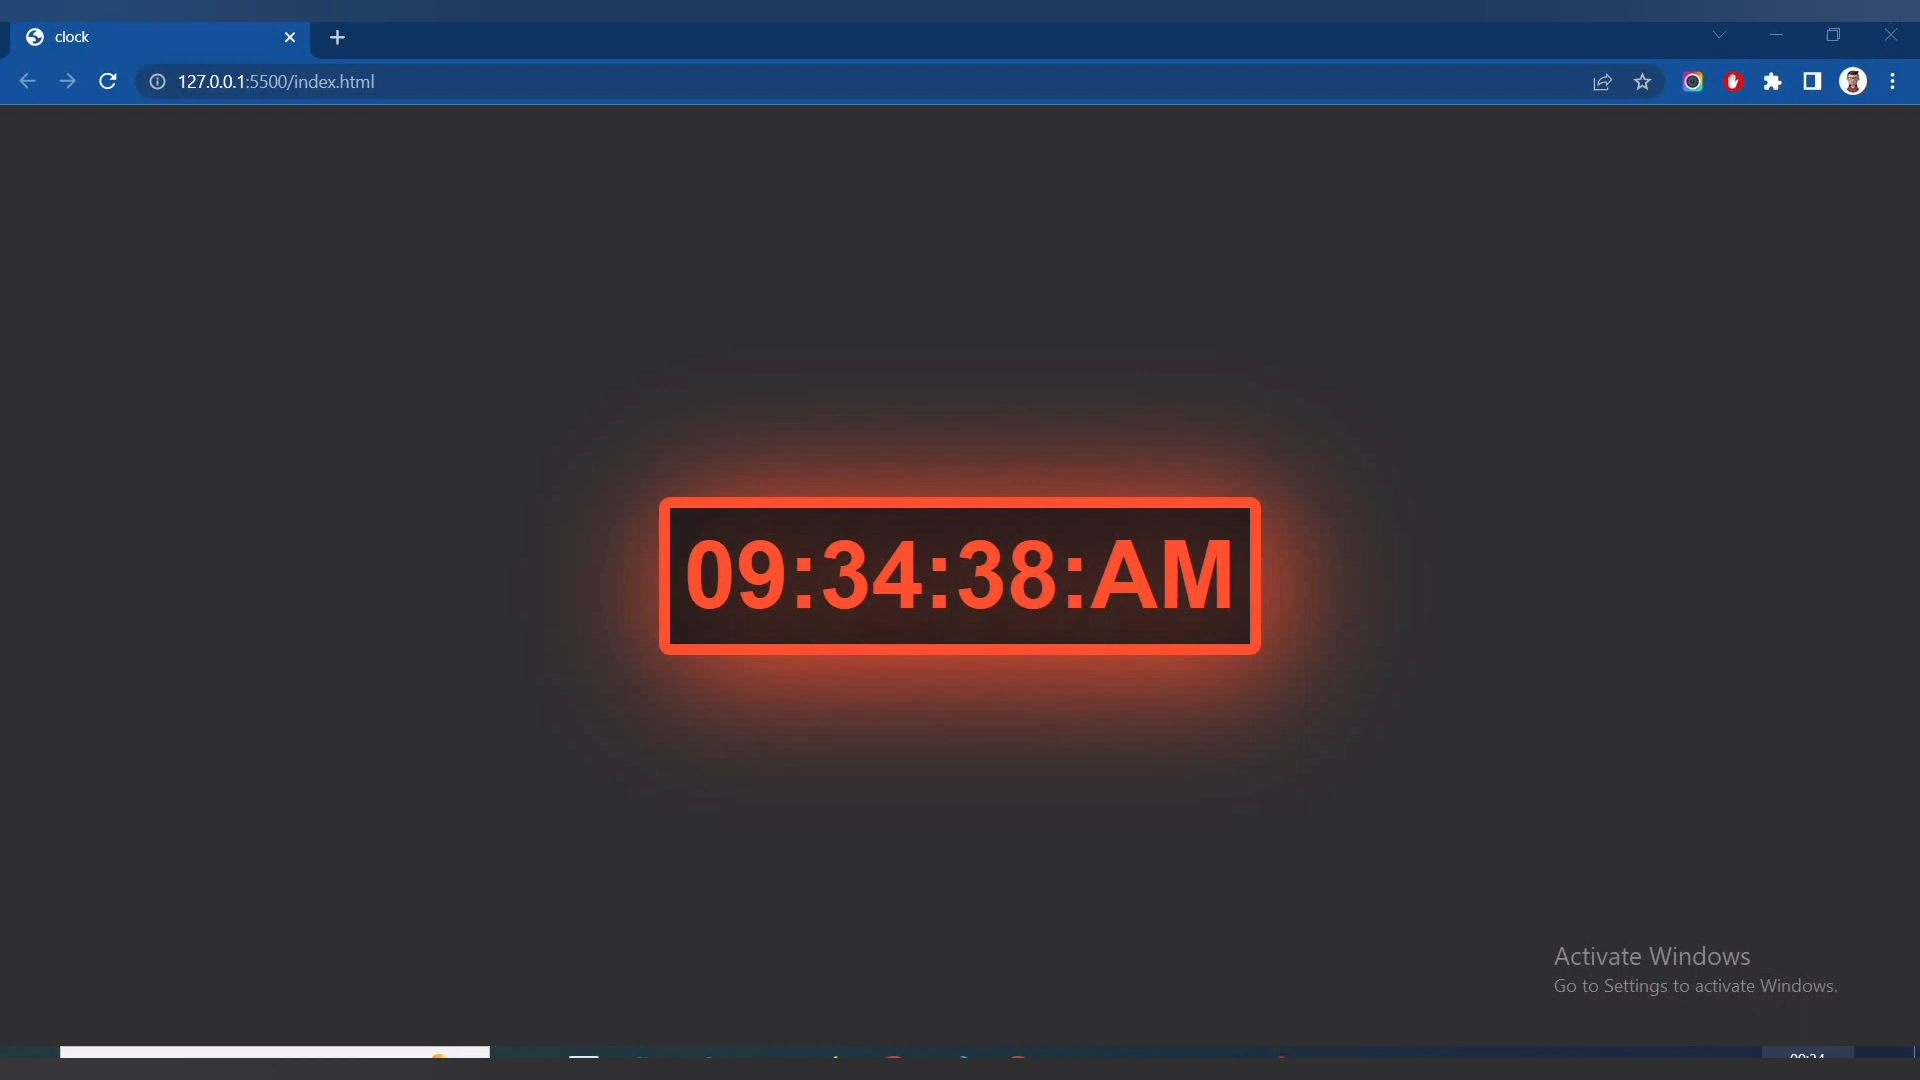 clock
127.0.0.1:5500/index.html
09:34:38:AM
Activate Windows
Go to Settings to activate Windows.